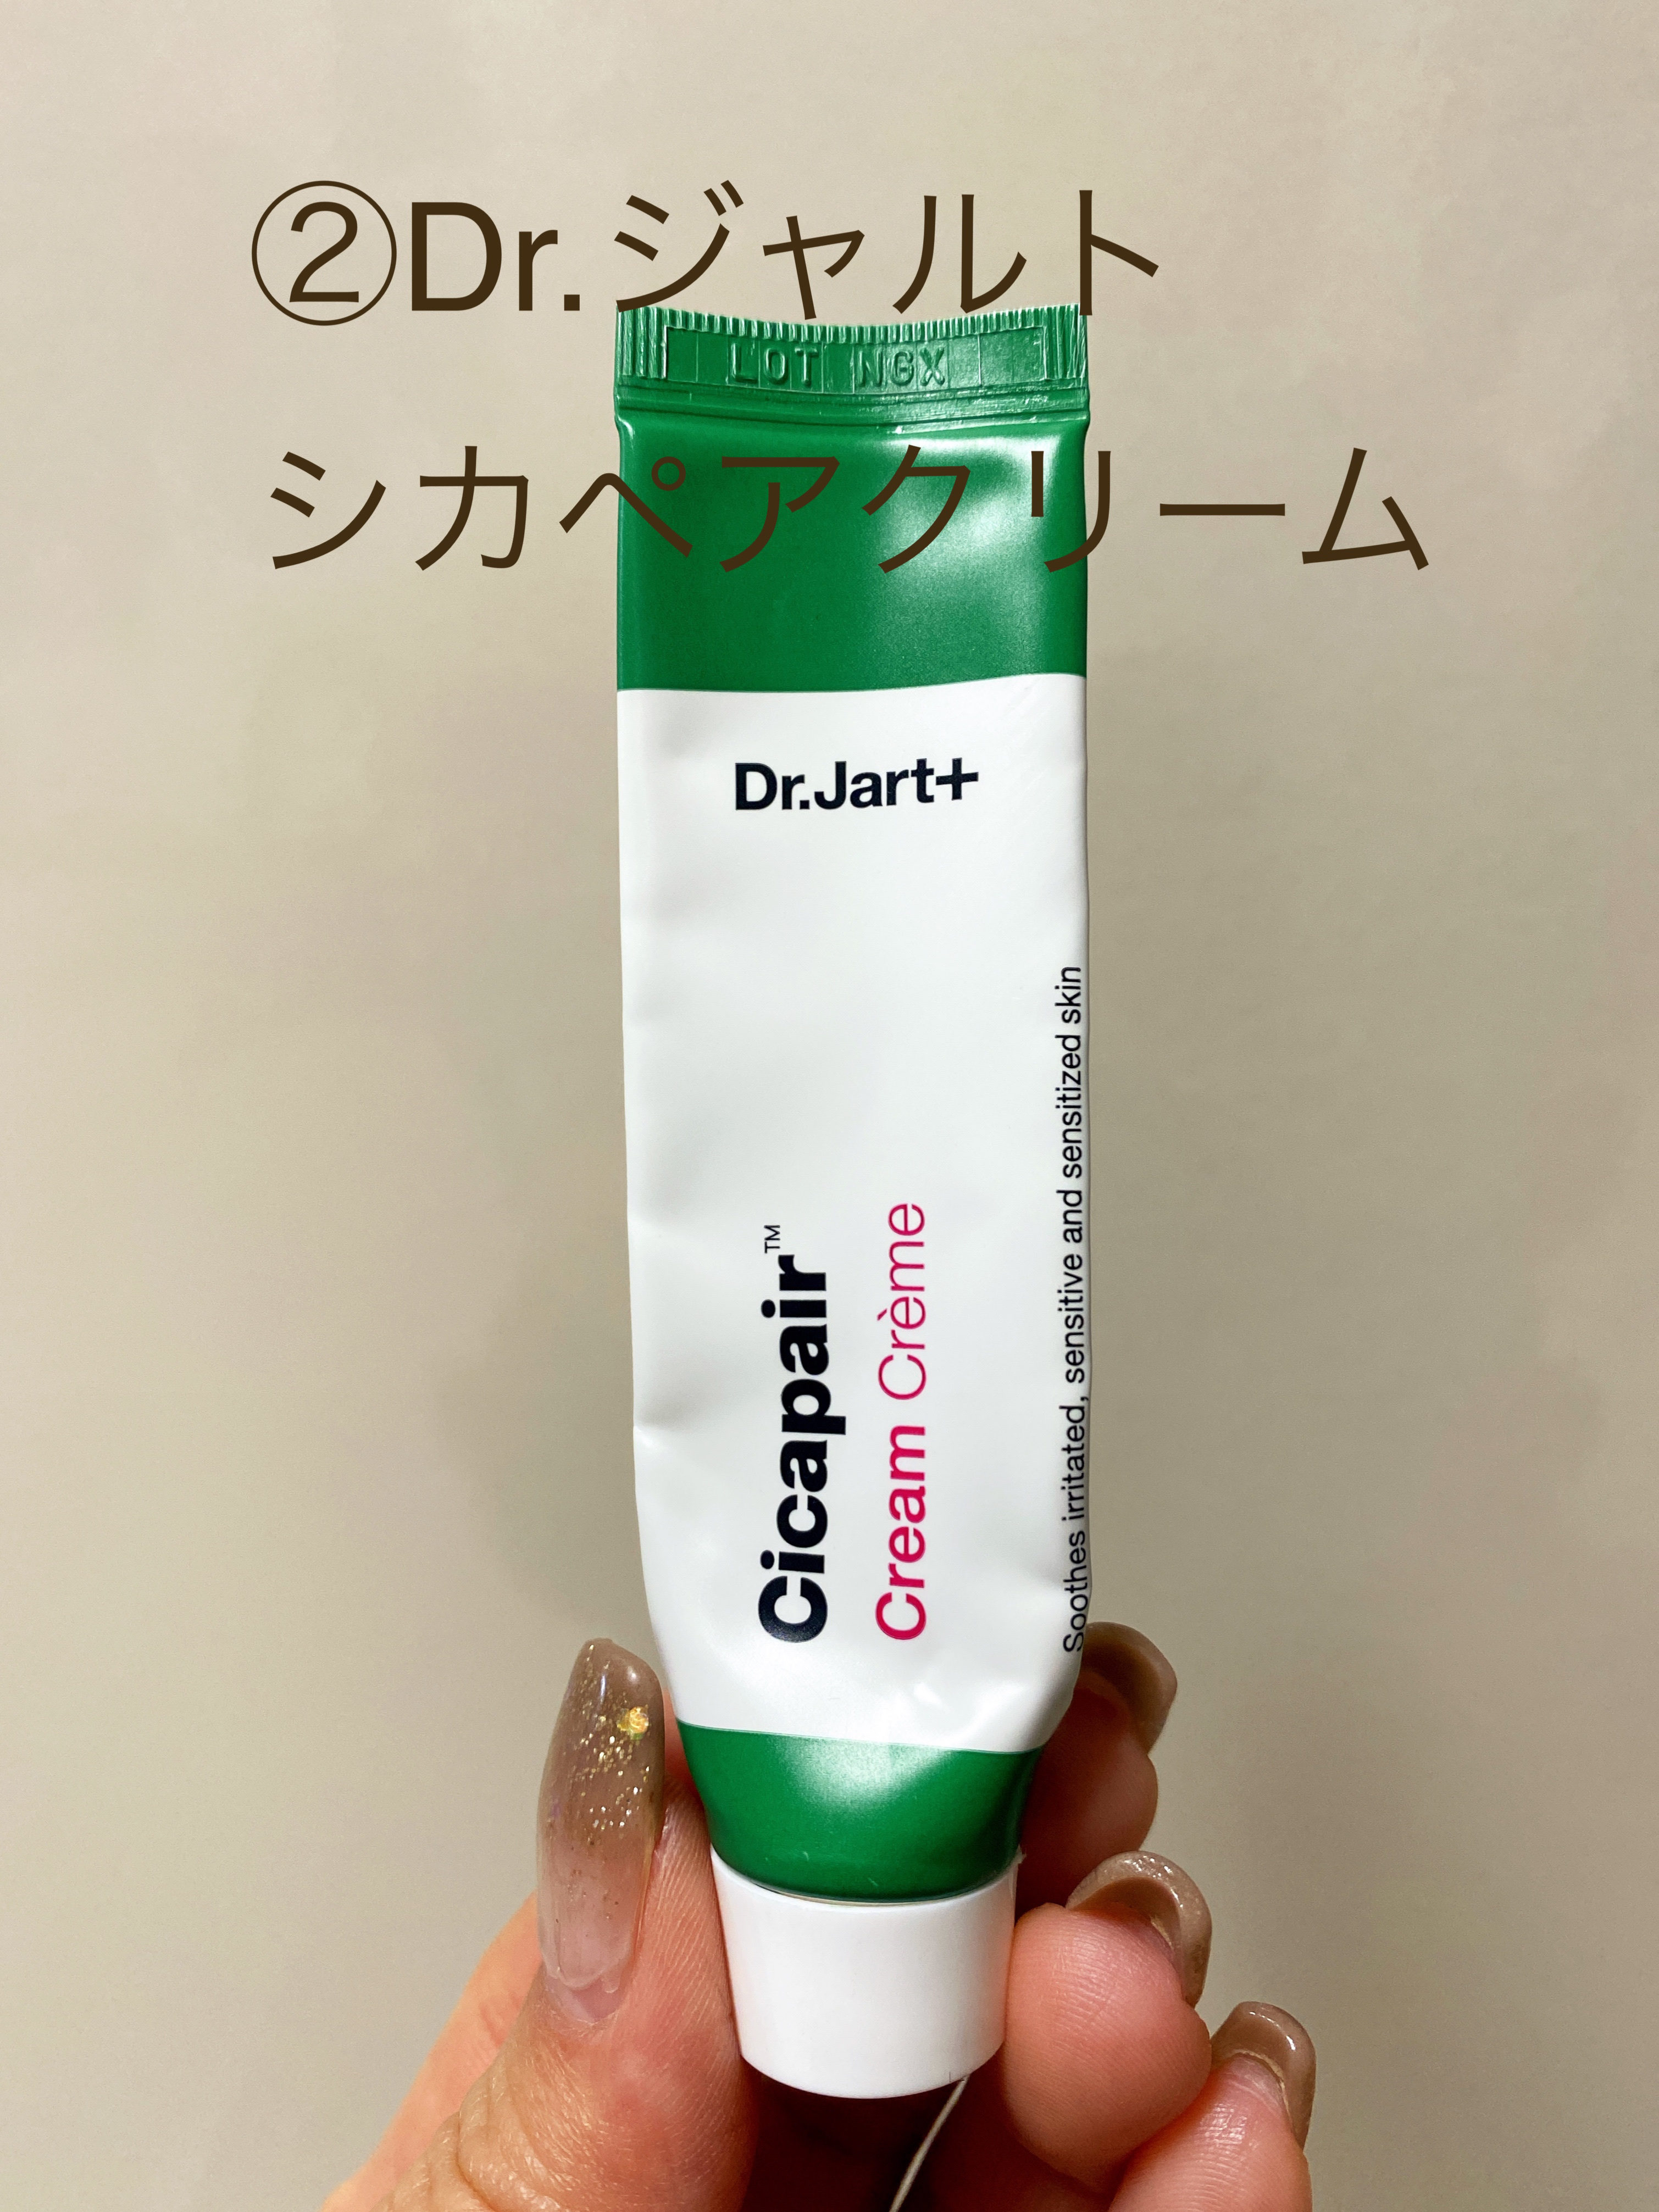 ②Dr.ジャルト
シカペアクリーム
LOT NGX
Dr.Jart+
Cicapair™
Cream Crème
Soothes irritated, sensitive and sensitized skin